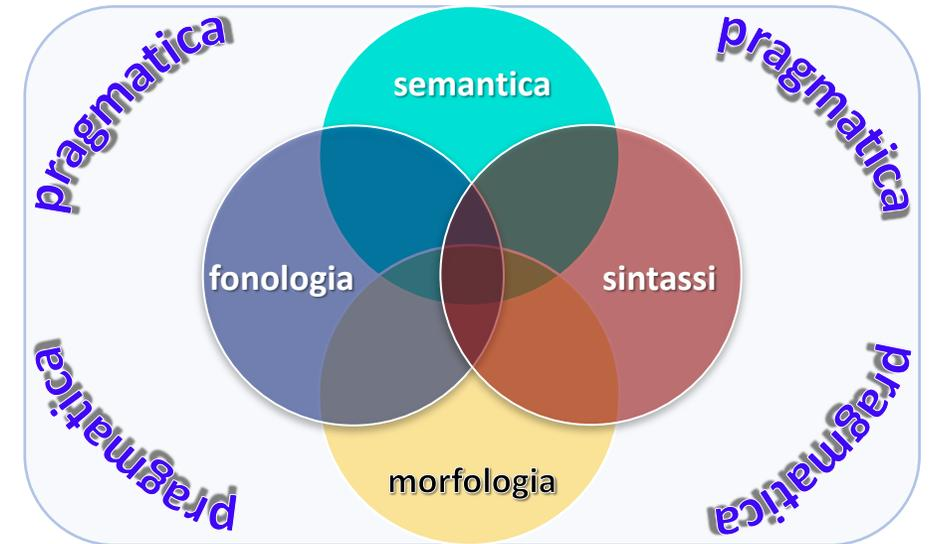 pragmatica
pragmatica
semantica
fonologia
sintassi
pragmatica
pragmatica
morfologia